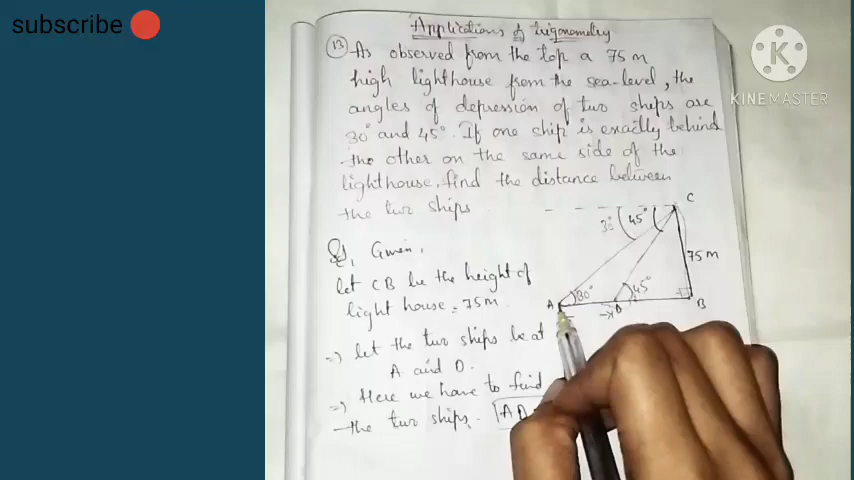 subscribe
Applications of trigonometry
13 As observed from the top a 75 m
high lighthouse from the sea-level, the
angles of depression of two ships are
30° and 45°. If one ship is exactly behind
the other on the same side of the
lighthouse, find the distance between
the two ships.
K
KINEMASTER
C
30° 45°
75 m
30° 45°
A D B
Given,
let CB be the height of
light house = 75m.
=) let the two ships be at
A and D.
=) Here we have to find
the two ships. AD